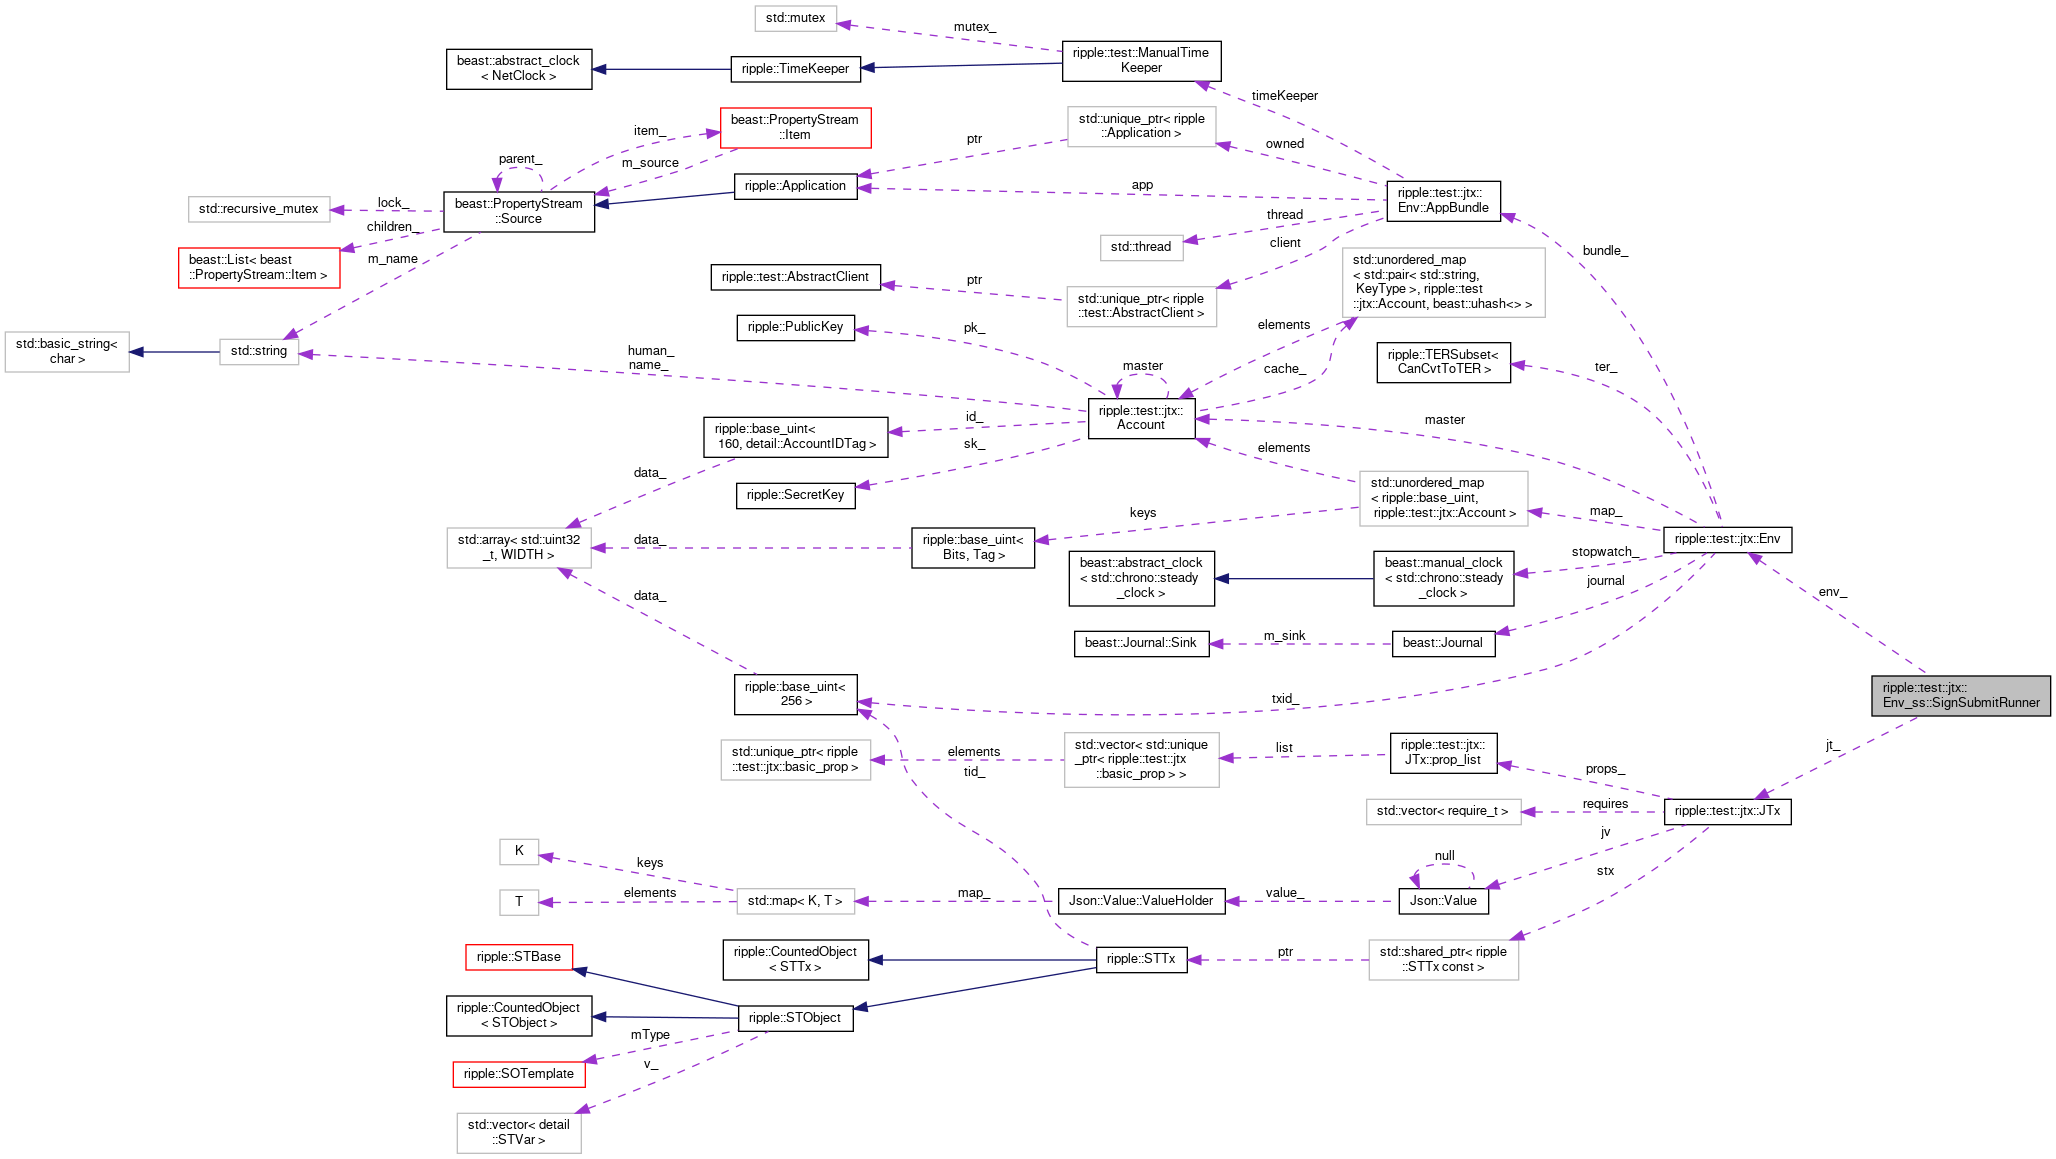 std::mutex
mutex_
ripple::test::ManualTime
Keeper
beast::abstract_clock
< NetClock >
ripple::TimeKeeper
timeKeeper
beast::PropertyStream
::Item
item_
m_source
parent_
std::unique_ptr< ripple
::Application >
ptr
owned
ripple::Application
app
ripple::test::jtx::
Env::AppBundle
std::recursive_mutex
lock_
beast::PropertyStream
::Source
children_
beast::List< beast
::PropertyStream::Item >
m_name
thread
std::thread
client
bundle_
std::unordered_map
< std::pair< std::string,
KeyType >, ripple::test
::jtx::Account, beast::uhash<> >
ripple::test::AbstractClient
ptr
std::unique_ptr< ripple
::test::AbstractClient >
ripple::PublicKey
pk_
elements
cache_
std::basic_string<
char >
std::string
human_
name_
master
ripple::TERSubset<
CanCvtToTER >
ter_
ripple::test::jtx::
Account
master
ripple::base_uint<
160, detail::AccountIDTag >
id_
sk_
elements
data_
ripple::SecretKey
std::unordered_map
< ripple::base_uint,
ripple::test::jtx::Account >
map_
keys
std::array< std::uint32
_t, WIDTH >
data_
ripple::base_uint<
Bits, Tag >
ripple::test::jtx::Env
beast::abstract_clock
< std::chrono::steady
_clock >
beast::manual_clock
< std::chrono::steady
_clock >
stopwatch_
journal
env_
data_
beast::Journal::Sink
m_sink
beast::Journal
ripple::base_uint<
256 >
txid_
ripple::test::jtx::
Env_ss::SignSubmitRunner
std::unique_ptr< ripple
::test::jtx::basic_prop >
elements
tid_
std::vector< std::unique
_ptr< ripple::test::jtx
::basic_prop > >
list
ripple::test::jtx::
JTx::prop_list
props_
jt_
std::vector< require_t >
requires
ripple::test::jtx::JTx
jv
stx
K
keys
null
T
elements
std::map< K, T >
map_
Json::Value::ValueHolder
value_
Json::Value
ripple::STBase
ripple::CountedObject
< STTx >
ripple::STTx
ptr
std::shared_ptr< ripple
::STTx const >
ripple::CountedObject
< STObject >
ripple::STObject
mType
ripple::SOTemplate
v_
std::vector< detail
::STVar >